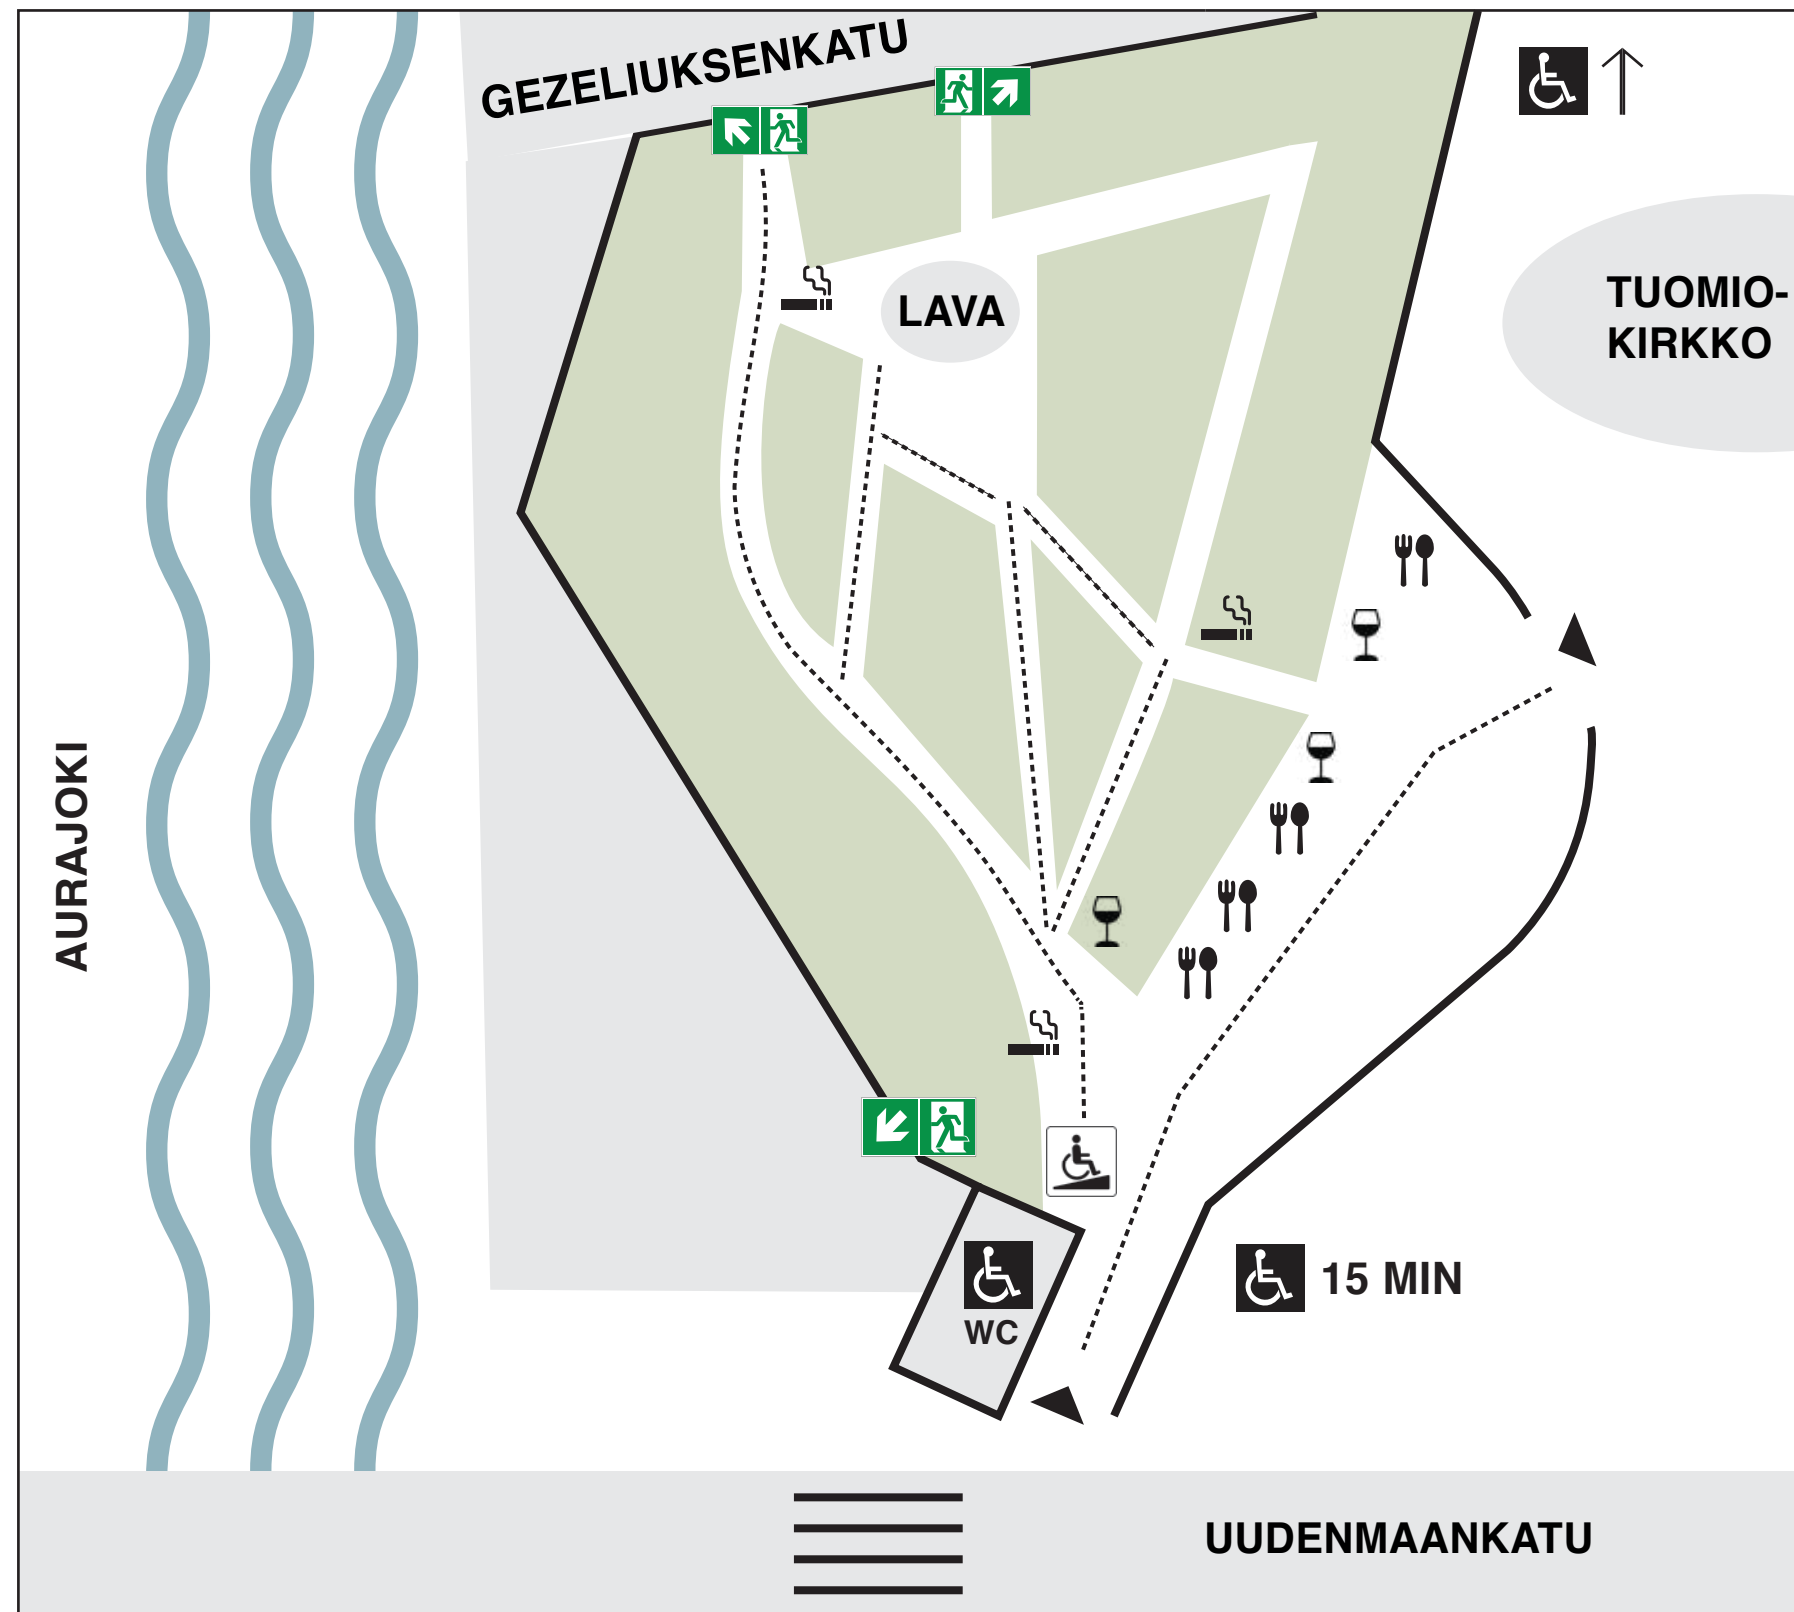 GEZELIUKSENKATU
LAVA
TUOMIO-
KIRKKO
AURAJOKI
15 MIN
WC
UUDENMAANKATU